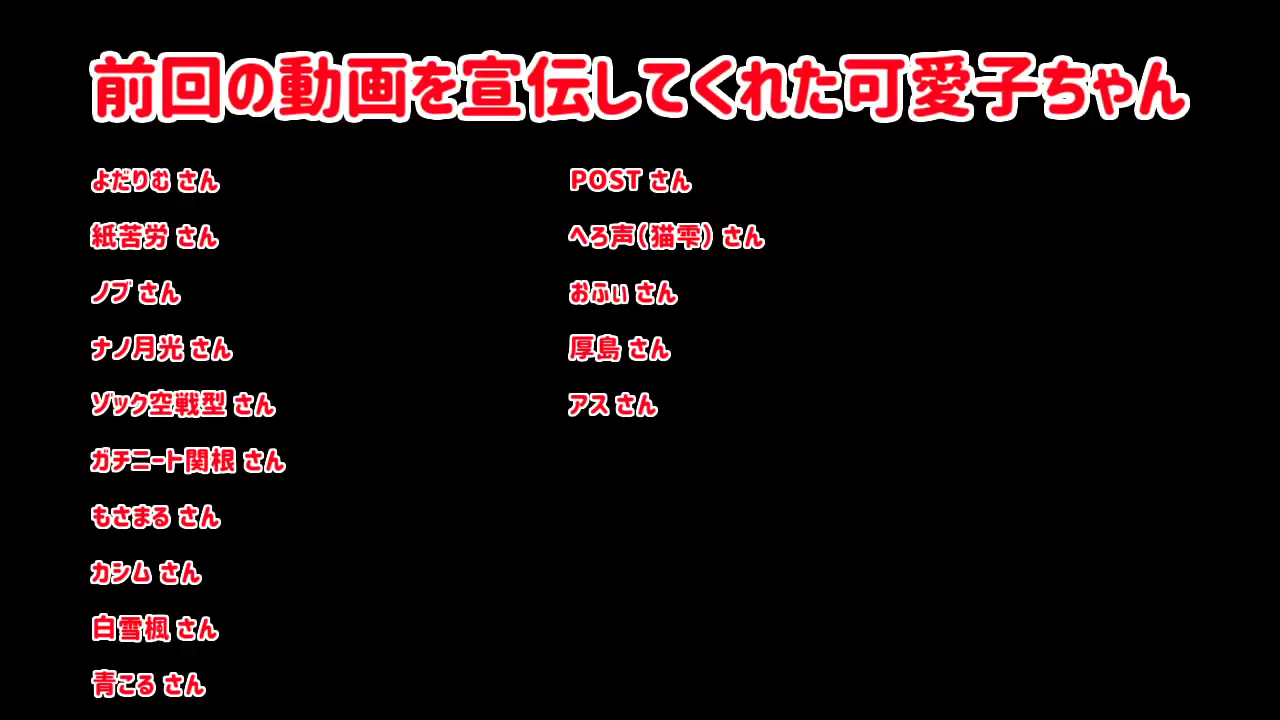 前回の動画を宣伝してくれた可愛子ちゃん
よだりむ さん
紙苦労 さん
ノブ さん
ナノ月光 さん
ゾック空戦型 さん
ガチニート関根 さん
もさまる さん
カシム さん
白雪楓 さん
青こる さん
POST さん
へろ声(猫雫) さん
おふぃ さん
厚島 さん
アス さん